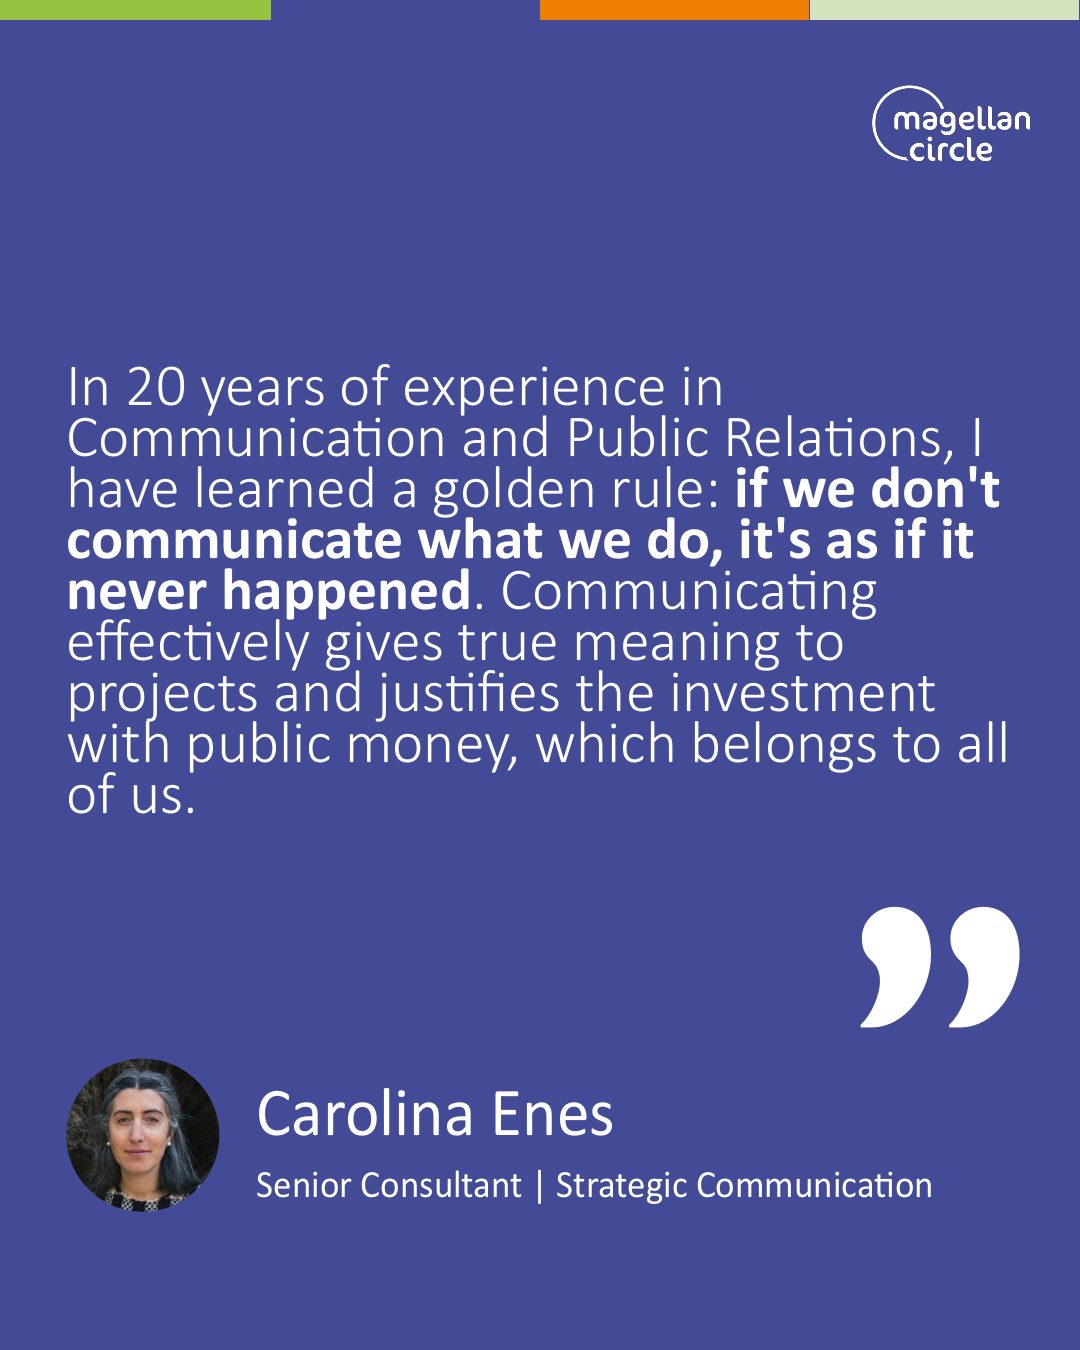 magellan
circle
In 20 years of experience in
Communication and Public Relations, I
have learned a golden rule: if we don't
communicate what we do, it's as if it
never happened. Communicating
effectively gives true meaning to
projects and justifies the investment
with public money, which belongs to all
of us.
”
Carolina Enes
Senior Consultant | Strategic Communication